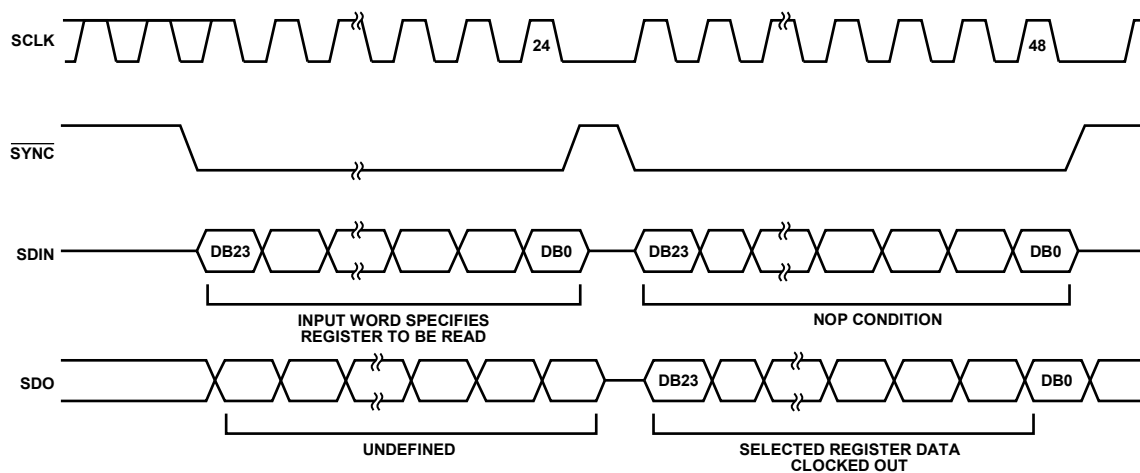 SCLK
24
48
SYNC
SDIN
DB23
DB0
DB23
DB0
INPUT WORD SPECIFIES
REGISTER TO BE READ
NOP CONDITION
SDO
DB23
DB0
UNDEFINED
SELECTED REGISTER DATA
CLOCKED OUT